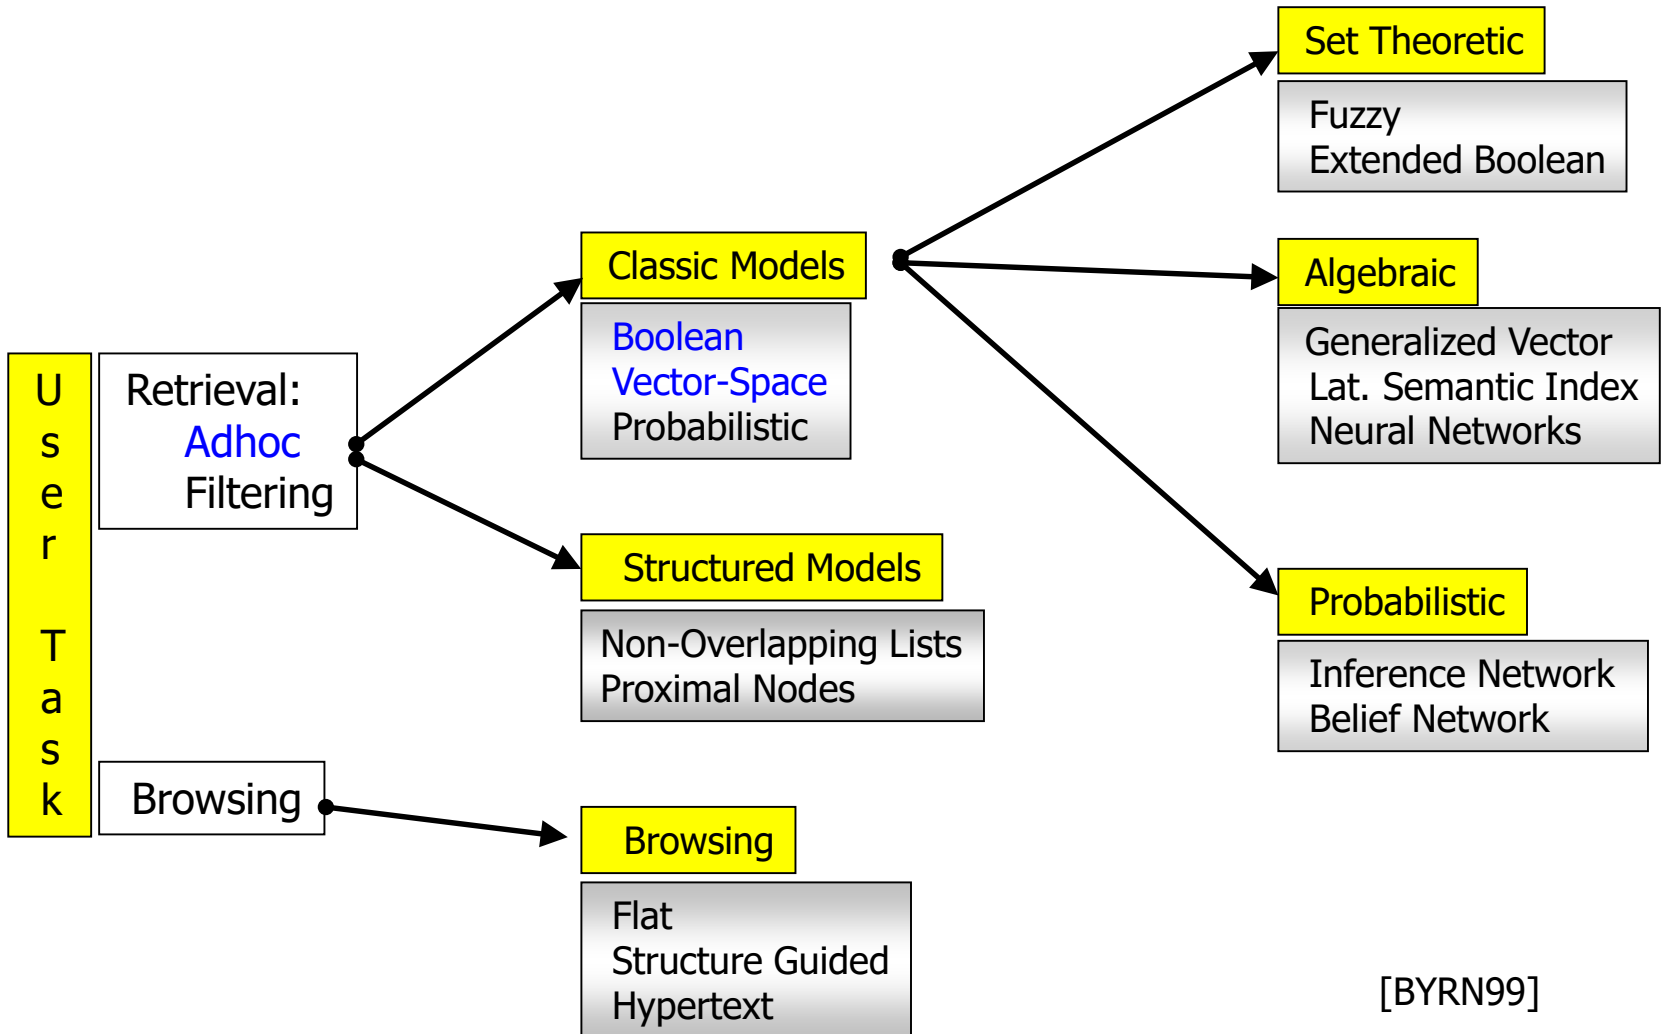 User Task
Retrieval:
Adhoc
Filtering
Browsing
Classic Models
Boolean
Vector-Space
Probabilistic
Structured Models
Non-Overlapping Lists
Proximal Nodes
Browsing
Flat
Structure Guided
Hypertext
Set Theoretic
Fuzzy
Extended Boolean
Algebraic
Generalized Vector
Lat. Semantic Index
Neural Networks
Probabilistic
Inference Network
Belief Network
[BYRN99]